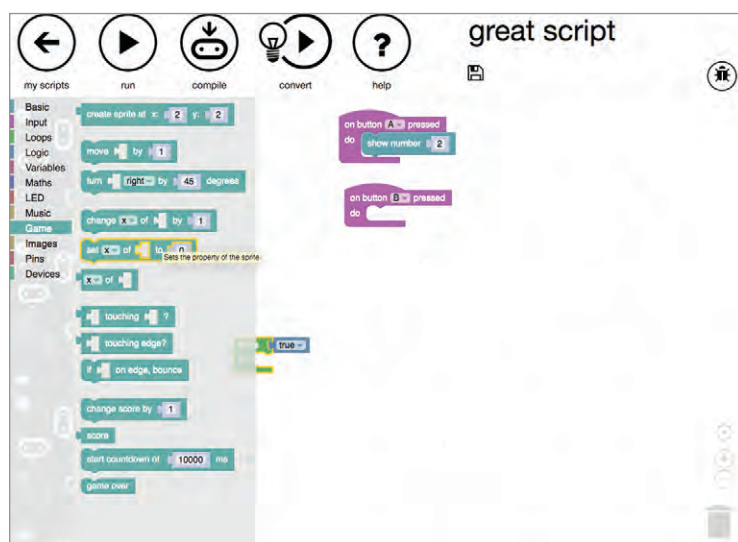 great script
my scripts
run
compile
convert
?
help
Basic
Input
Loops
Logic
Variables
Maths
LED
Music
Game
Images
Pins
Devices
create sprite at x: 2 y: 2
move by 1
turn right by 45 degrees
change x of by 1
set x of to 0
Sets the property of the sprite
x of
touching ?
touching edge?
if on edge, bounce
change score by 1
score
start countdown of 10000 ms
game over
on button A pressed
do show number 2
on button B pressed
do
true